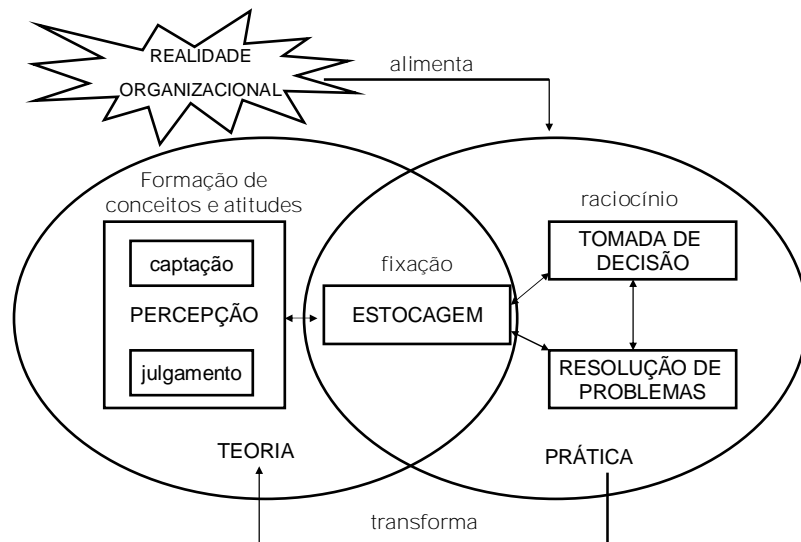 REALIDADE
ORGANIZACIONAL
alimenta
Formação de
conceitos e atitudes
captação
PERCEPÇÃO
julgamento
fixação
ESTOCAGEM
raciocínio
TOMADA DE
DECISÃO
RESOLUÇÃO DE
PROBLEMAS
TEORIA
PRÁTICA
transforma